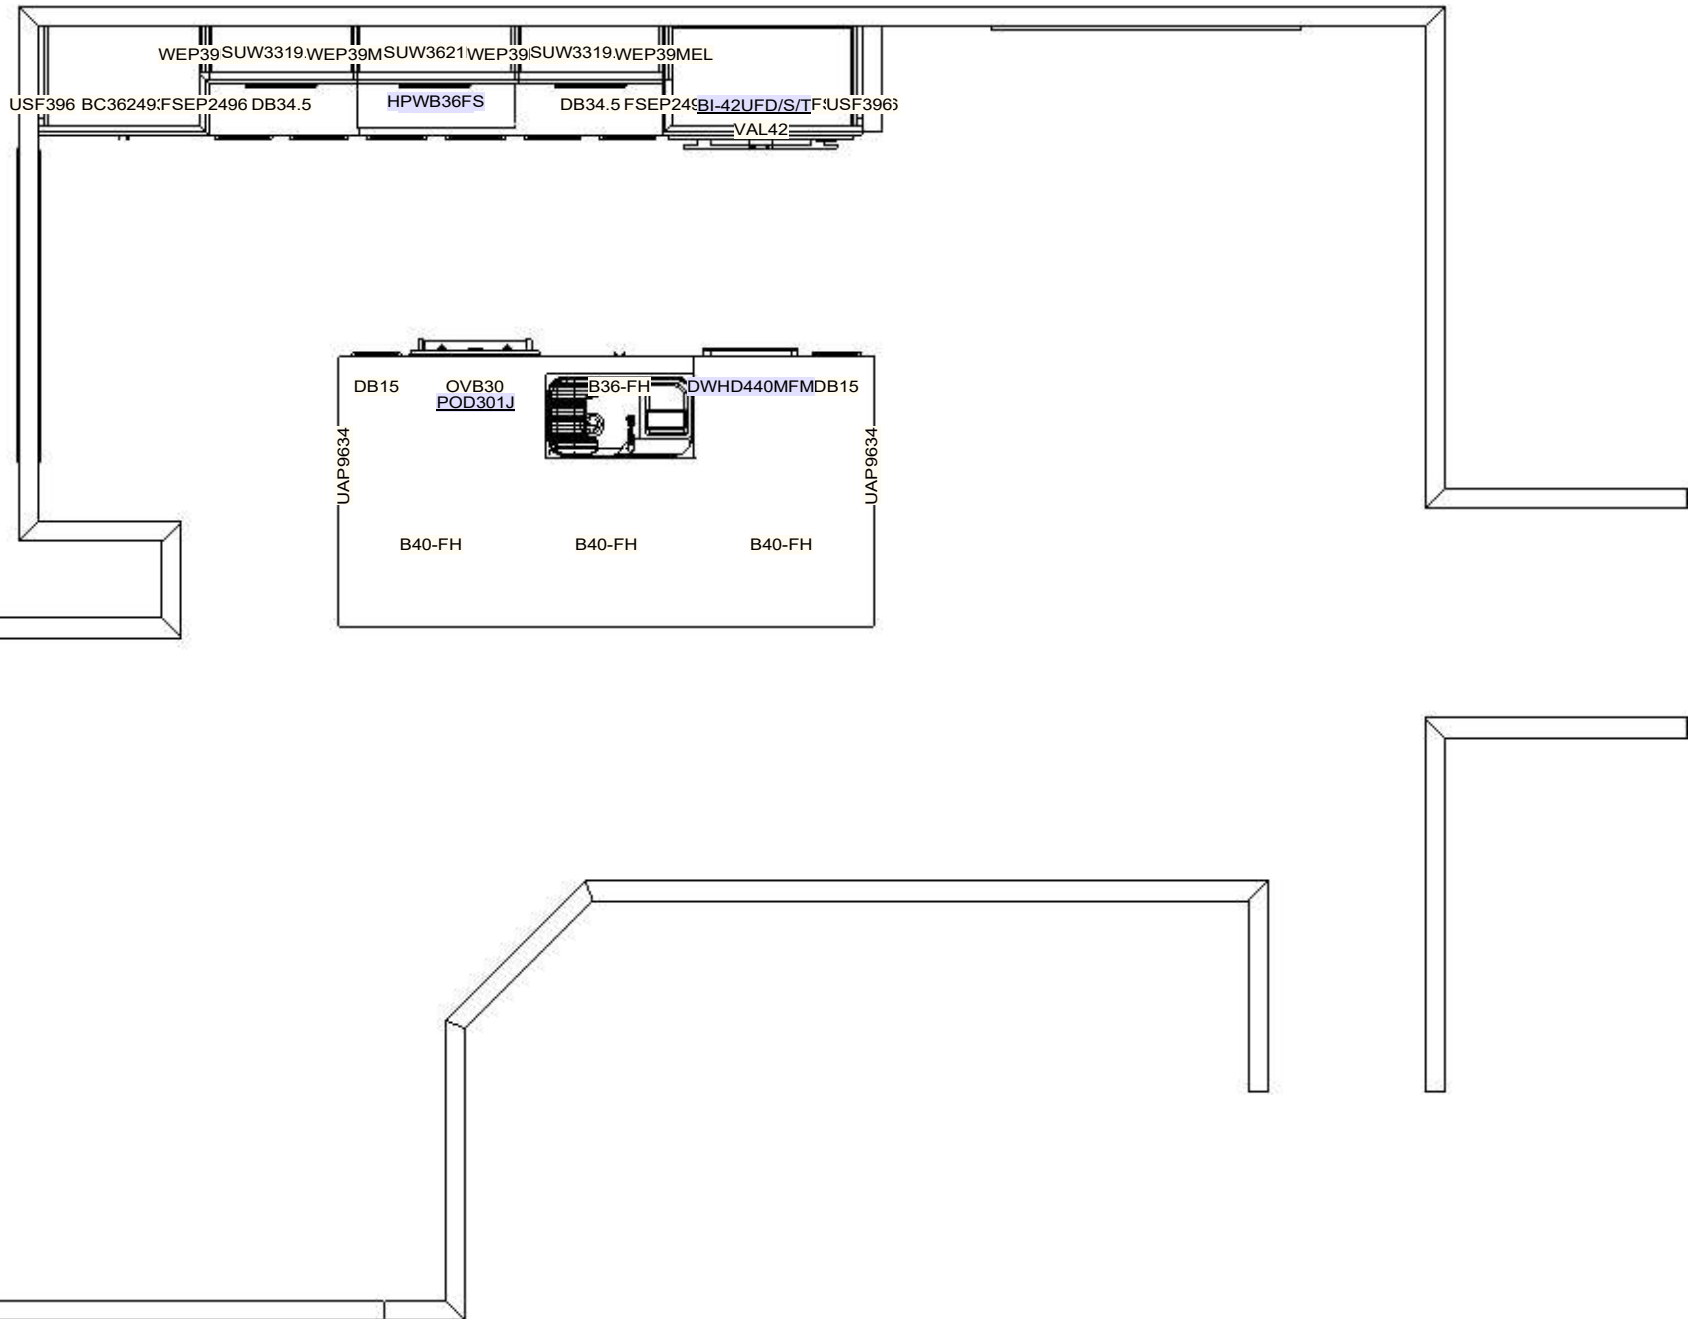 WEP39 SUW3319. WEP39M SUW3621 WEP39 SUW3319. WEP39MEL
USF396 BC36249 FSEP2496 DB34.5 HPWB36FS DB34.5 FSEP249 BI-42UFD/S/T F USF396
VAL42
DB15 OVB30 B36-FH DWHD440MFM DB15
POD301J
UAP9634
UAP9634
B40-FH B40-FH B40-FH